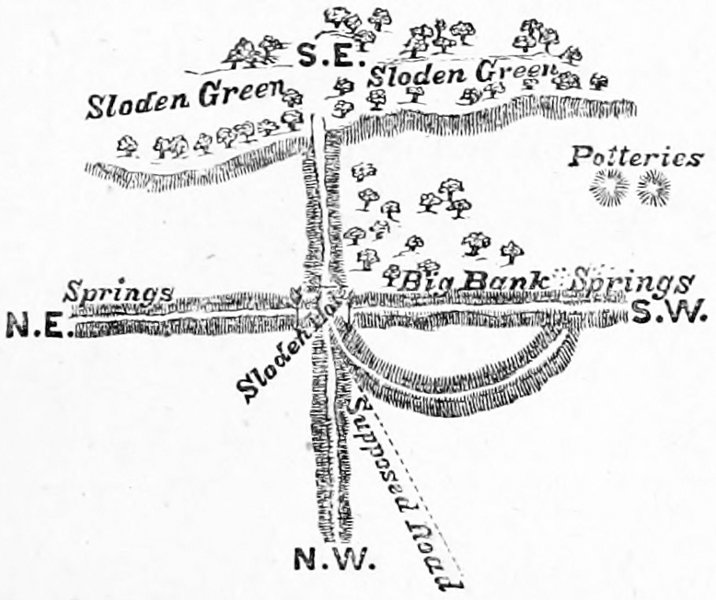 S.E.
Sloden Green
Sloden Green
Potteries
Springs
Big Bank
Springs
N.E.
S.W.
Sloden
Supposed Road
N.W.